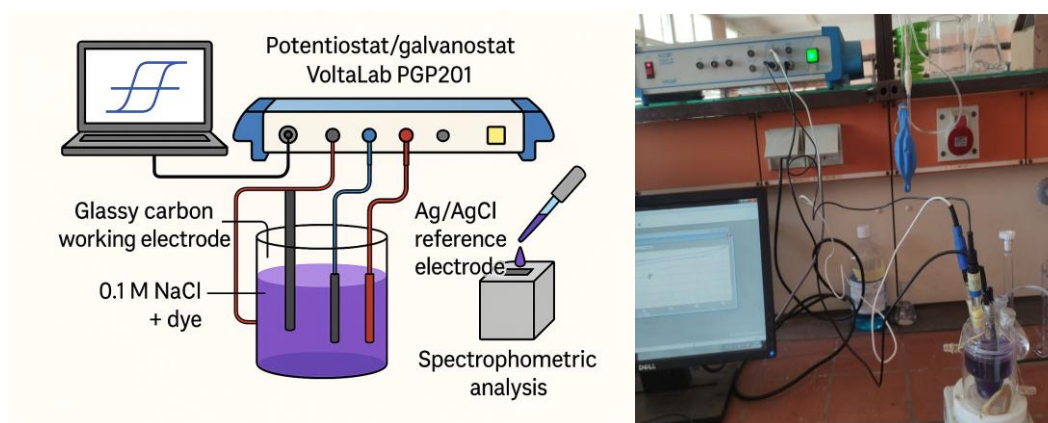 Potentiostat/galvanostat
VoltaLab PGP201
Glassy carbon
working electrode
Ag/AgCl
reference
electrode
0.1 M NaCl
+ dye
Spectrophometric
analysis
DELL